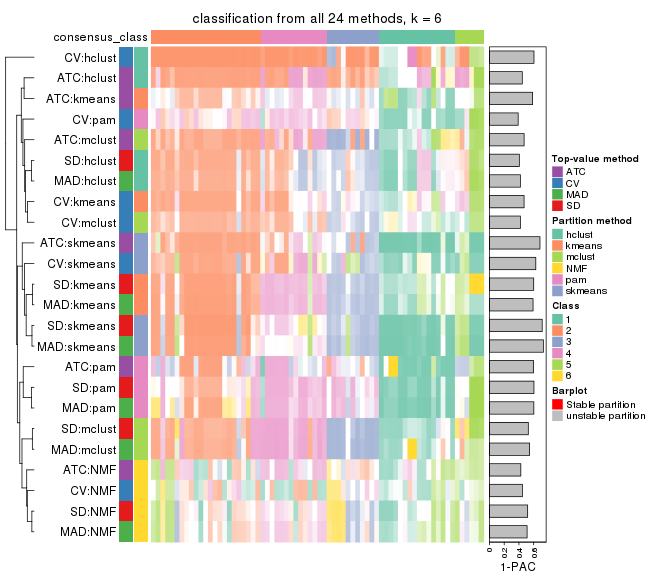 classification from all 24 methods, k = 6
consensus_class
CV:hclust
ATC:hclust
ATC:kmeans
CV:pam
ATC:mclust
SD:hclust
MAD:hclust
CV:kmeans
CV:mclust
ATC:skmeans
CV:skmeans
SD:kmeans
MAD:kmeans
SD:skmeans
MAD:skmeans
ATC:pam
SD:pam
MAD:pam
SD:mclust
MAD:mclust
ATC:NMF
CV:NMF
SD:NMF
MAD:NMF
0
0.2
0.4
0.6
1-PAC
Top-value method
ATC
CV
MAD
SD
Partition method
hclust
kmeans
mclust
NMF
pam
skmeans
Class
1
2
3
4
5
6
Barplot
Stable partition
unstable partition